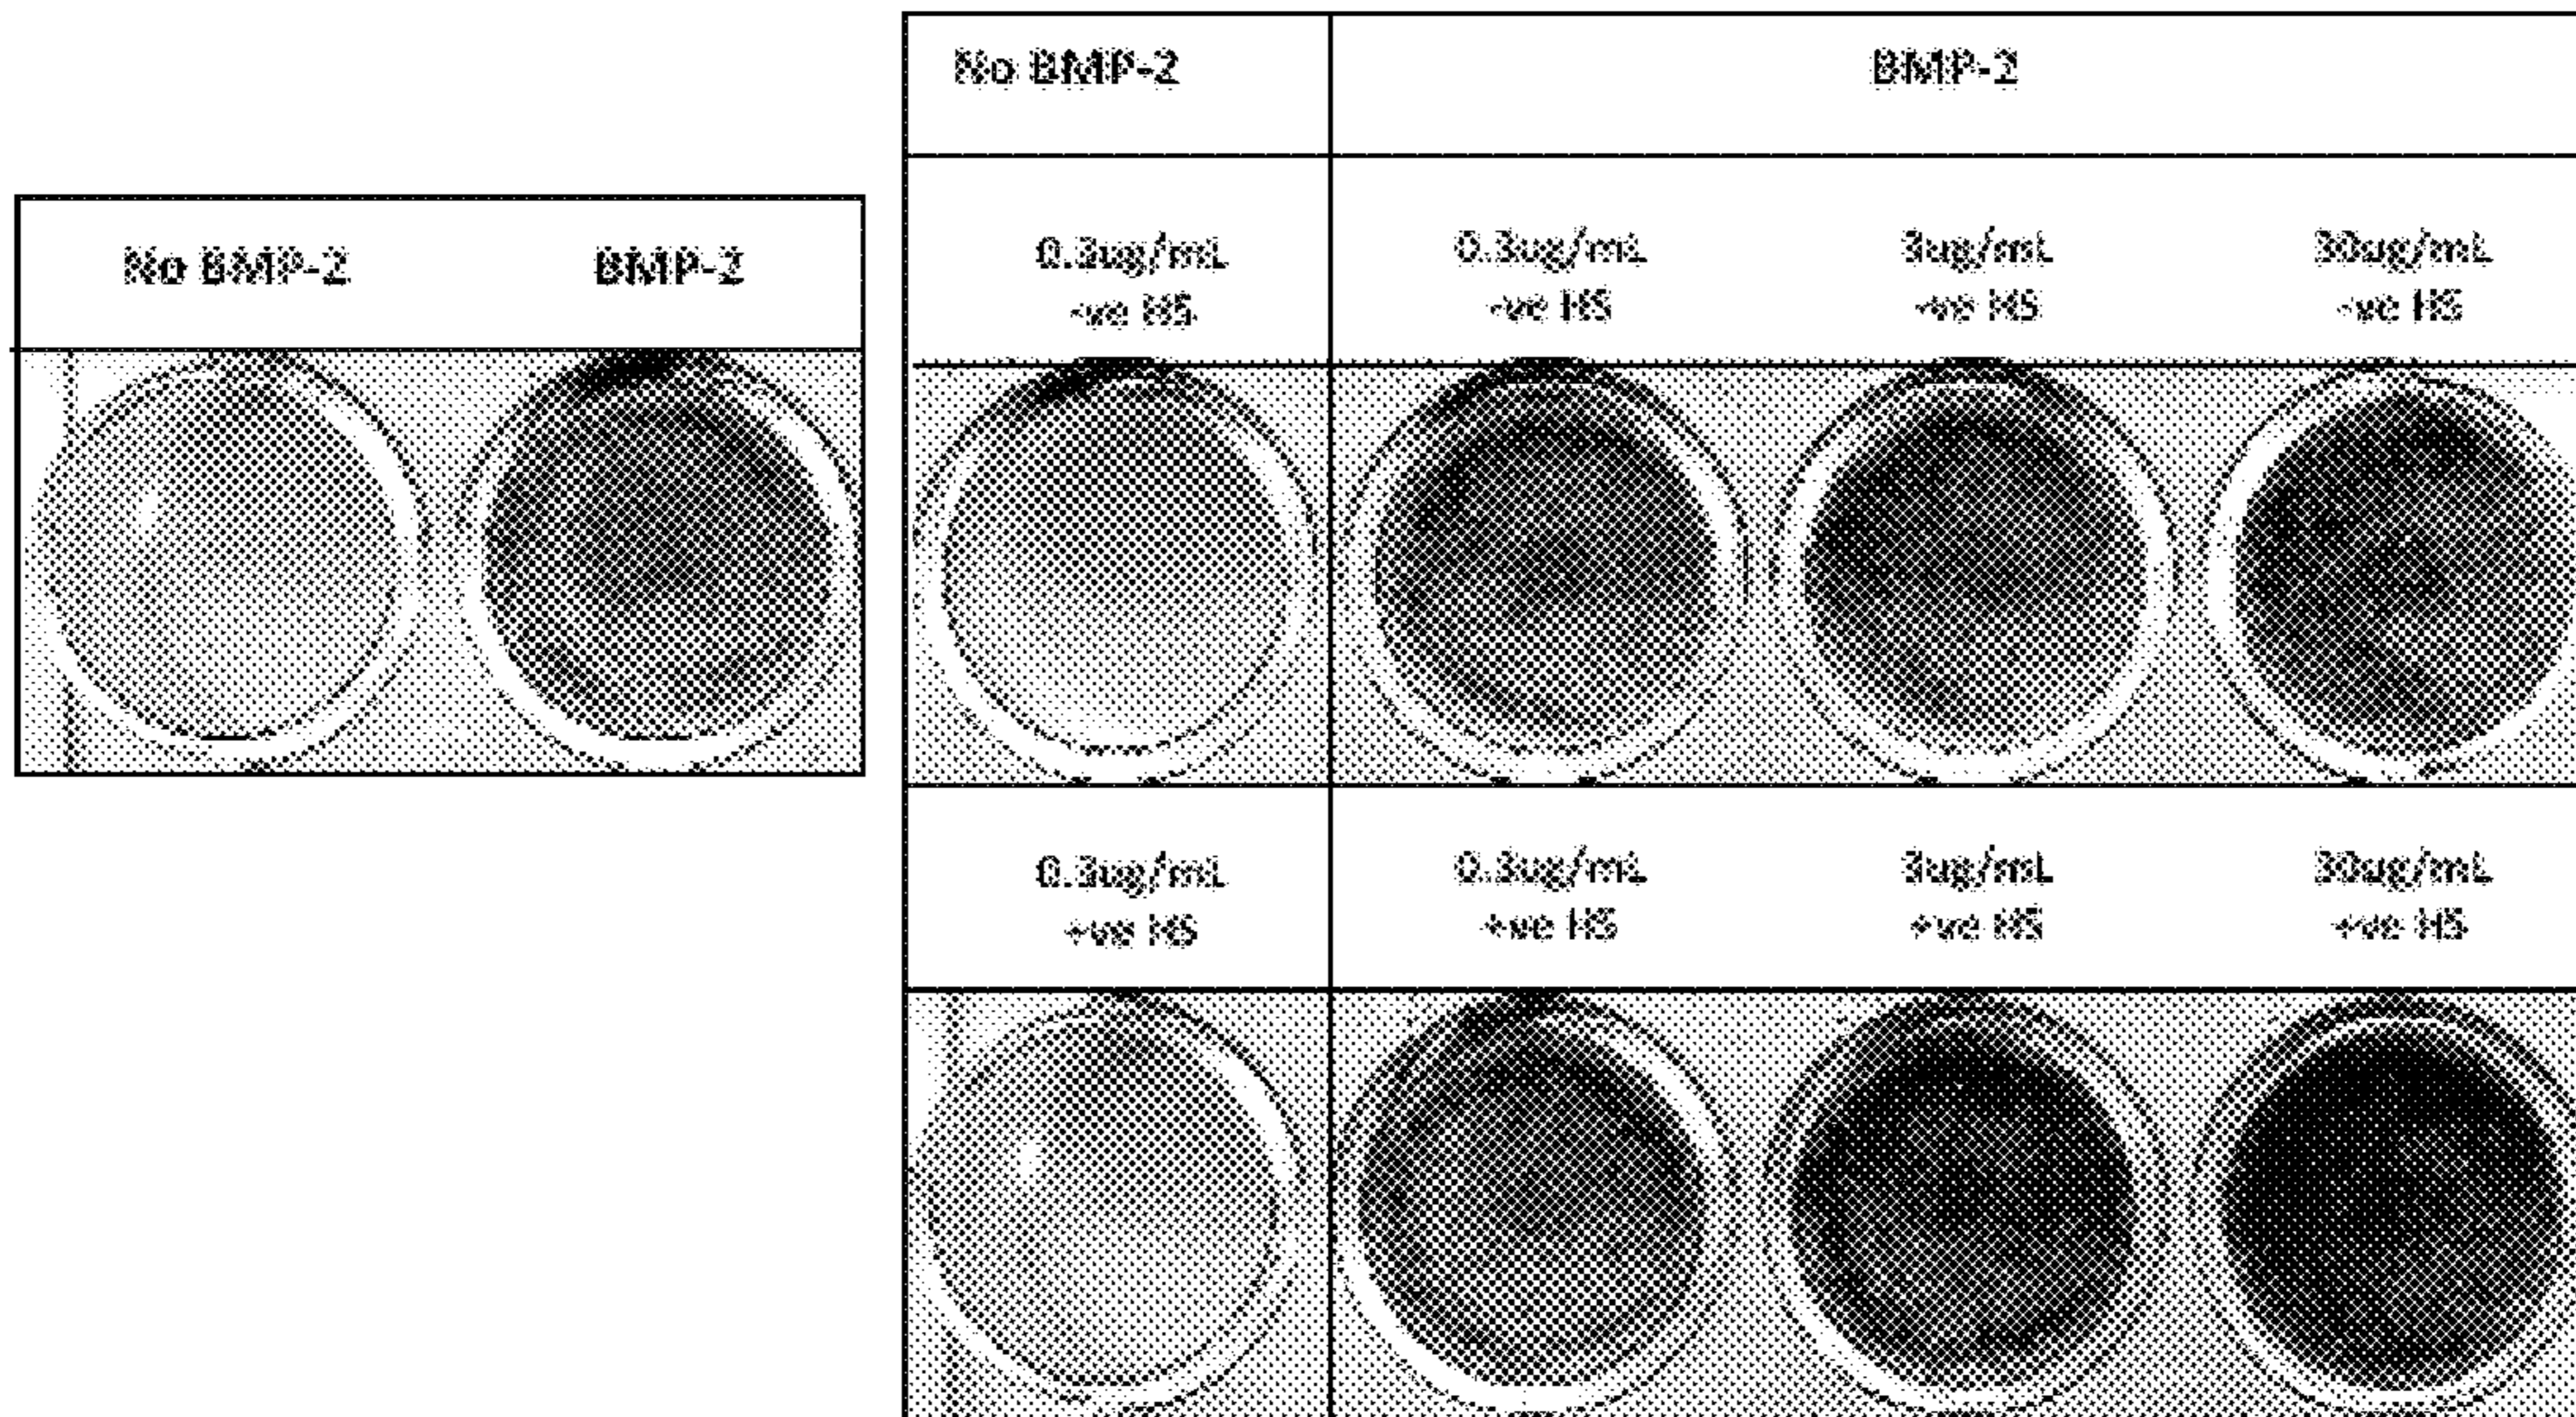 No BMP-2 BMP-2
No BMP-2 BMP-2
0.3ug/mL 0.3ug/mL 3ug/mL 30ug/mL
-ve HS -ve HS -ve HS -ve HS
0.3ug/mL 0.3ug/mL 3ug/mL 30ug/mL
+ve HS +ve HS +ve HS +ve HS